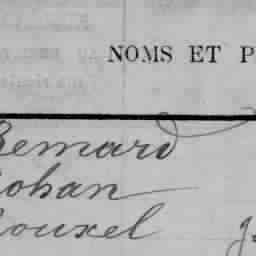 NOMS ET P
Bernard
Rohan
Rouxel